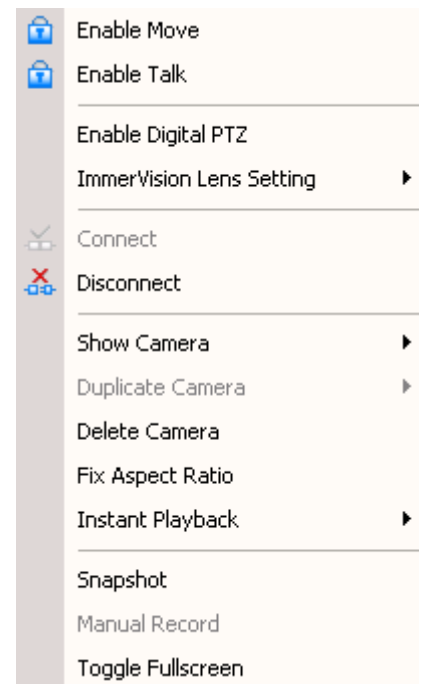 Enable Move
Enable Talk
Enable Digital PTZ
ImmerVision Lens Setting
Connect
Disconnect
Show Camera
Duplicate Camera
Delete Camera
Fix Aspect Ratio
Instant Playback
Snapshot
Manual Record
Toggle Fullscreen